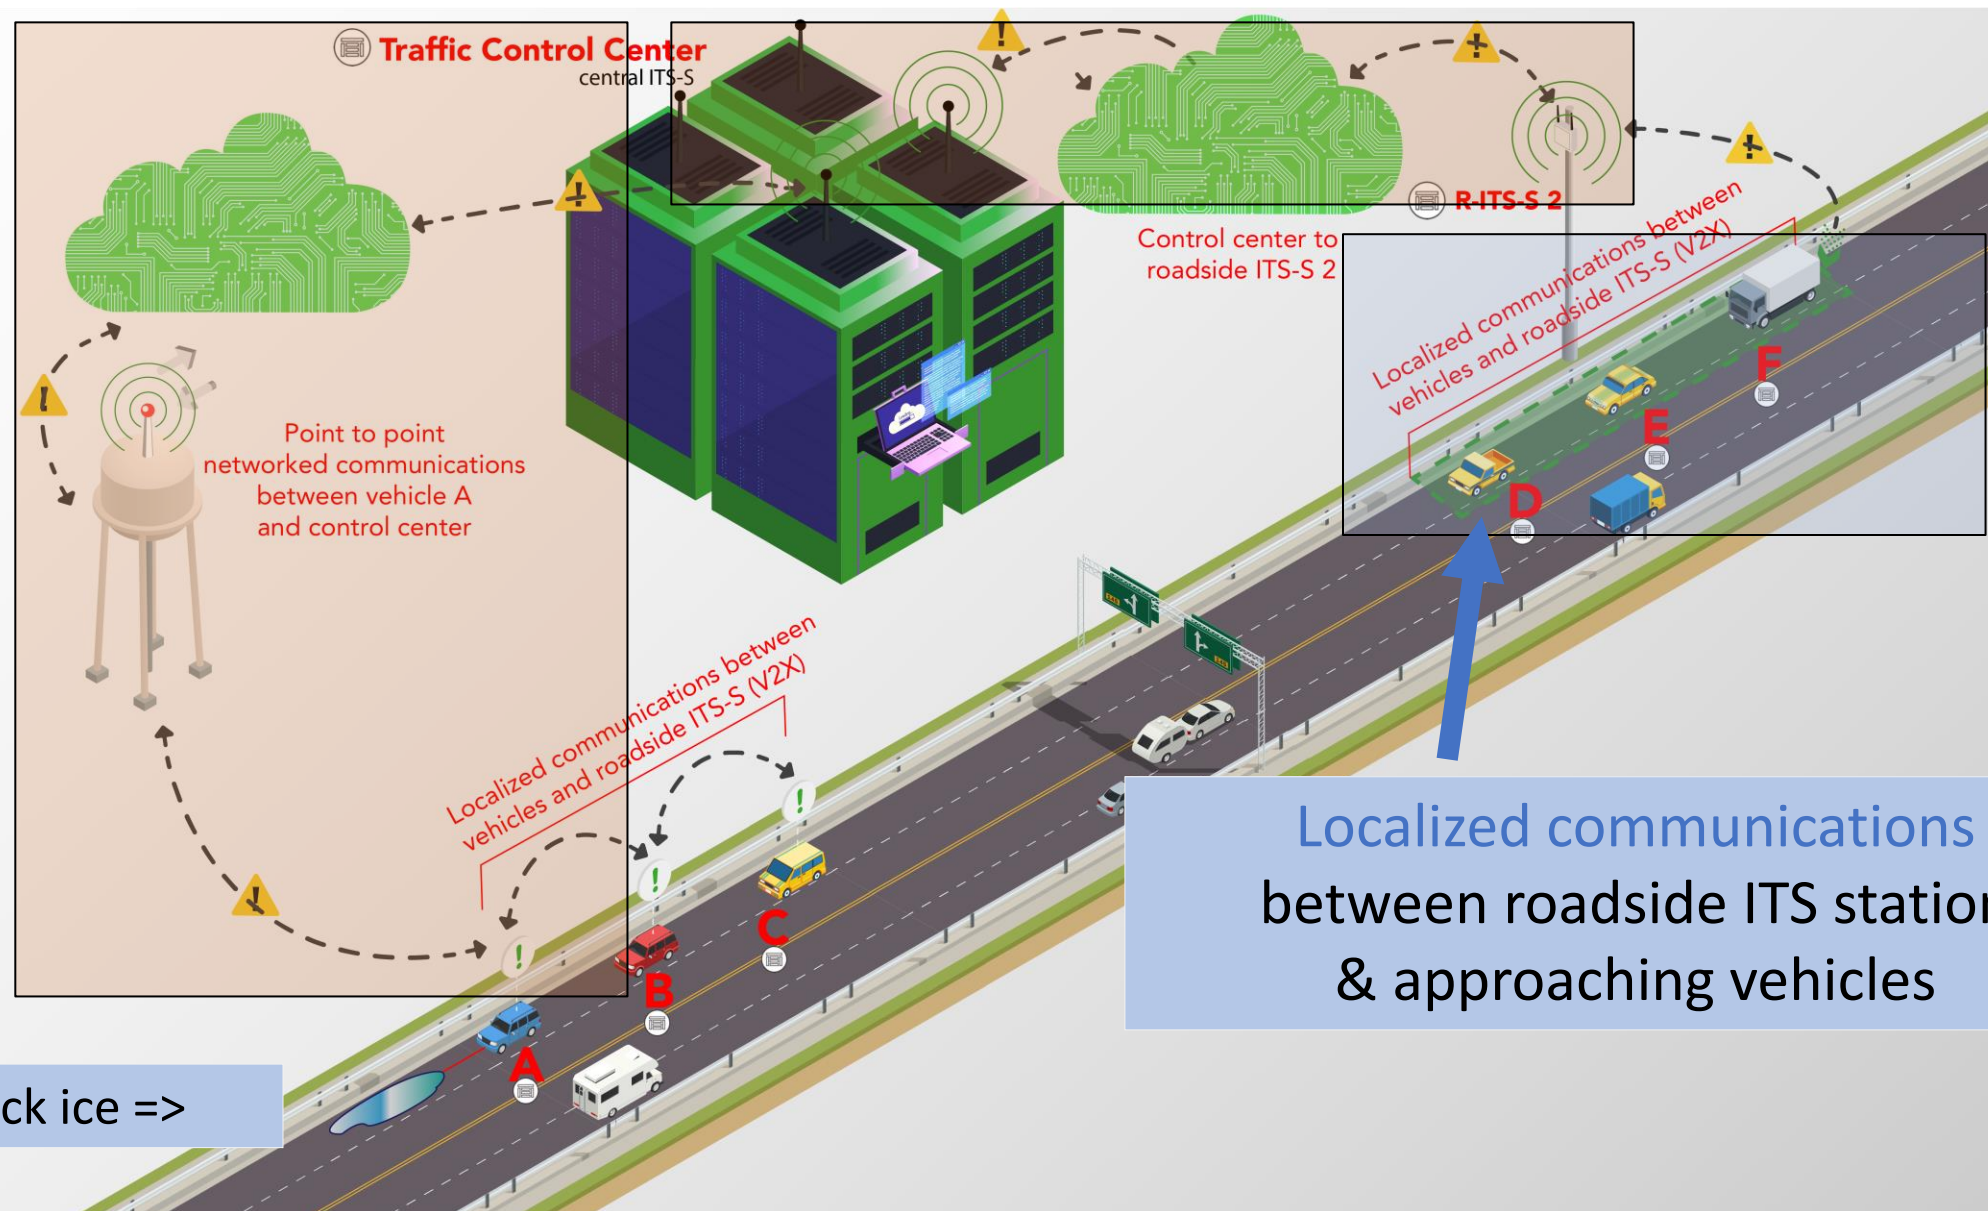 Traffic Control Center
central ITS-S
R-ITS-S 2
Control center to
roadside ITS-S 2
Localized communications between
vehicles and roadside ITS-S (V2X)
F
E
D
Point to point
networked communications
between vehicle A
and control center
Localized communications between
vehicles and roadside ITS-S (V2X)
C
B
A
Localized communications
between roadside ITS station
& approaching vehicles
ck ice =>